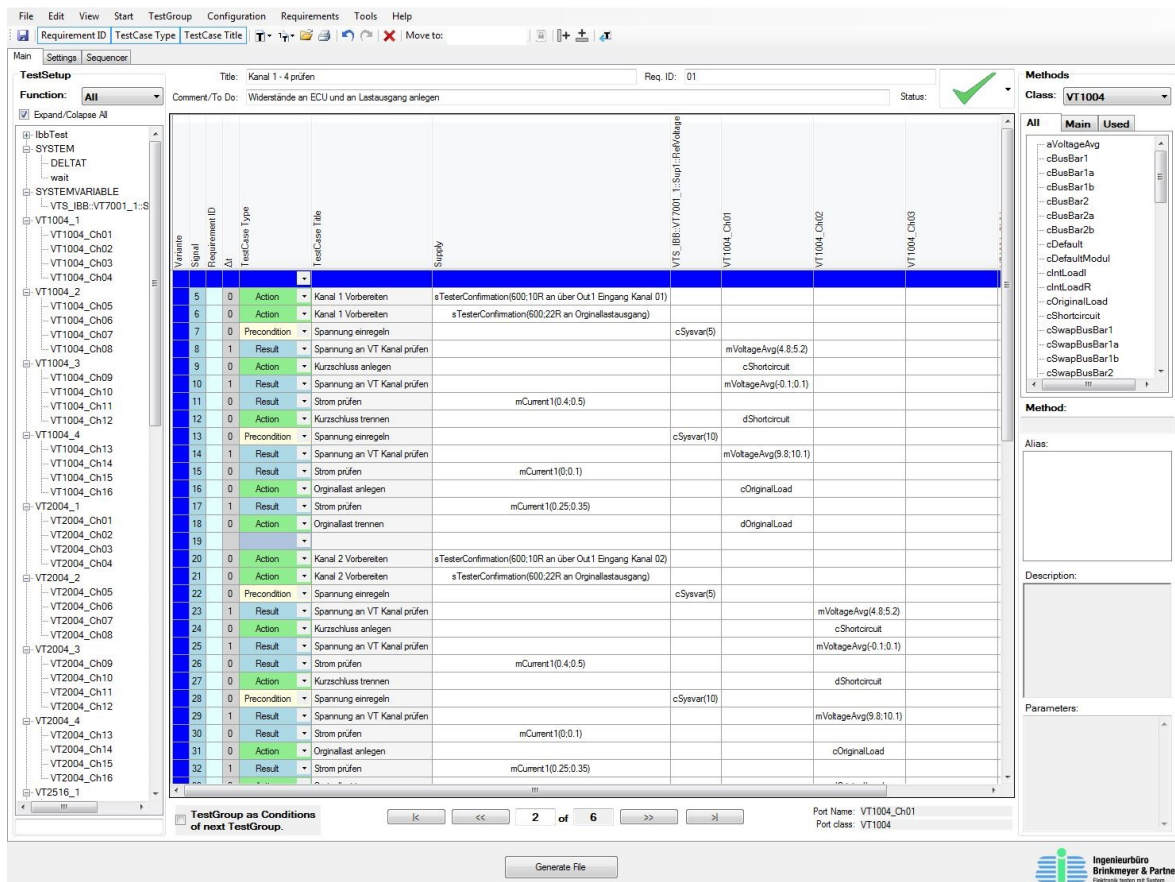 File Edit View Start TestGroup Configuration Requirements Tools Help
Requirement ID TestCase Type TestCase Title Move to:
Main Settings Sequencer
TestSetup
Function: All
Expand/Colapse All
IbbTest
SYSTEM
DELTAT
wait
SYSTEMVARIABLE
VTS_IBB::VT7001_1::S
VT1004_1
VT1004_Ch01
VT1004_Ch02
VT1004_Ch03
VT1004_Ch04
VT1004_2
VT1004_Ch05
VT1004_Ch06
VT1004_Ch07
VT1004_Ch08
VT1004_3
VT1004_Ch09
VT1004_Ch10
VT1004_Ch11
VT1004_Ch12
VT1004_4
VT1004_Ch13
VT1004_Ch14
VT1004_Ch15
VT1004_Ch16
VT2004_1
VT2004_Ch01
VT2004_Ch02
VT2004_Ch03
VT2004_Ch04
VT2004_2
VT2004_Ch05
VT2004_Ch06
VT2004_Ch07
VT2004_Ch08
VT2004_3
VT2004_Ch09
VT2004_Ch10
VT2004_Ch11
VT2004_Ch12
VT2004_4
VT2004_Ch13
VT2004_Ch14
VT2004_Ch15
VT2004_Ch16
VT2516_1
Title: Kanal 1 - 4 prüfen Req. ID: 01
Comment/To Do: Widerstände an ECU und an Lastausgang anlegen Status:
Variante Signal Requirement ID Δt TestCase Type TestCase Title Supply VTS_IBB::VT7001_1::Sup1::RelVoltage VT1004_Ch01 VT1004_Ch02 VT1004_Ch03
5 0 Action Kanal 1 Vorbereiten sTesterConfirmation(600;10R an über Out1 Eingang Kanal 01)
6 0 Action Kanal 1 Vorbereiten sTesterConfirmation(600;22R an Orginallastausgang)
7 0 Precondition Spannung einregeln cSysvar(5)
8 1 Result Spannung an VT Kanal prüfen mVoltageAvg(4.8;5.2)
9 0 Action Kurzschluss anlegen cShortcircuit
10 1 Result Spannung an VT Kanal prüfen mVoltageAvg(-0.1;0.1)
11 0 Result Strom prüfen mCurrent1(0.4;0.5)
12 0 Action Kurzschluss trennen dShortcircuit
13 0 Precondition Spannung einregeln cSysvar(10)
14 1 Result Spannung an VT Kanal prüfen mVoltageAvg(9.8;10.1)
15 0 Result Strom prüfen mCurrent1(0;0.1)
16 0 Action Orginallast anlegen cOriginalLoad
17 1 Result Strom prüfen mCurrent1(0.25;0.35)
18 0 Action Orginallast trennen dOriginalLoad
19
20 0 Action Kanal 2 Vorbereiten sTesterConfirmation(600;10R an über Out1 Eingang Kanal 02)
21 0 Action Kanal 2 Vorbereiten sTesterConfirmation(600;22R an Orginallastausgang)
22 0 Precondition Spannung einregeln cSysvar(5)
23 1 Result Spannung an VT Kanal prüfen mVoltageAvg(4.8;5.2)
24 0 Action Kurzschluss anlegen cShortcircuit
25 1 Result Spannung an VT Kanal prüfen mVoltageAvg(-0.1;0.1)
26 0 Result Strom prüfen mCurrent1(0.4;0.5)
27 0 Action Kurzschluss trennen dShortcircuit
28 0 Precondition Spannung einregeln cSysvar(10)
29 1 Result Spannung an VT Kanal prüfen mVoltageAvg(9.8;10.1)
30 0 Result Strom prüfen mCurrent1(0;0.1)
31 0 Action Orginallast anlegen cOriginalLoad
32 1 Result Strom prüfen mCurrent1(0.25;0.35)
TestGroup as Conditions
of next TestGroup.
|< << 2 of 6 >> >|
Port Name: VT1004_Ch01
Port class: VT1004
Methods
Class: VT1004
All Main Used
aVoltageAvg
cBusBar1
cBusBar1a
cBusBar1b
cBusBar2
cBusBar2a
cBusBar2b
cDefault
cDefaultModul
cIntLoadI
cIntLoadR
cOriginalLoad
cShortcircuit
cSwapBusBar1
cSwapBusBar1a
cSwapBusBar1b
cSwapBusBar2
Method:
Alias:
Description:
Parameters:
Generate File
Ingenieurbüro
Brinkmeyer & Partne
Elektronik testen mit System